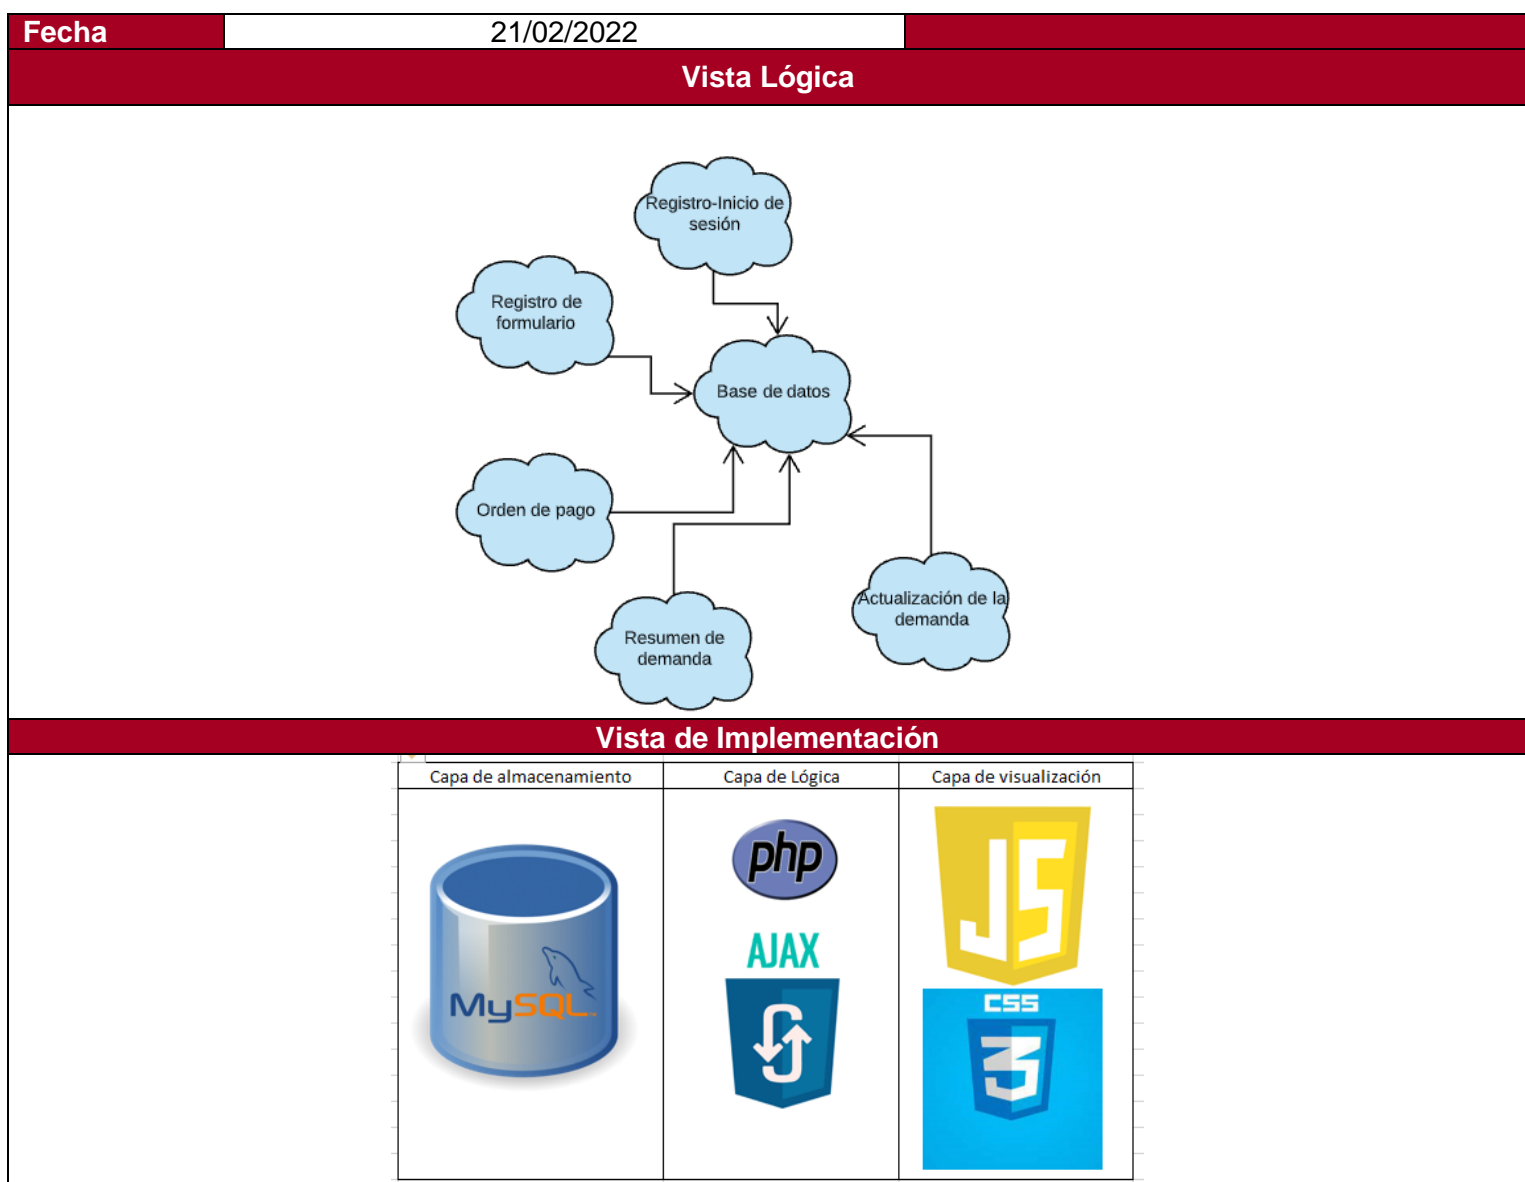 Fecha 21/02/2022
Vista Lógica
Registro-Inicio de
sesión
Registro de
formulario
Base de datos
Orden de pago
Actualización de la
demanda
Resumen de
demanda
Vista de Implementación
Capa de almacenamiento Capa de Lógica Capa de visualización
php
JS
AJAX
MySQL
CSS
3